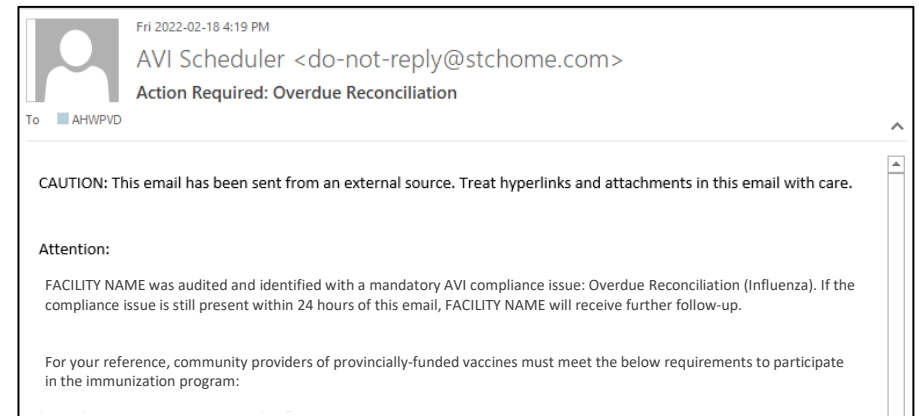 Fri 2022-02-18 4:19 PM
AVI Scheduler <do-not-reply@stchome.com>
Action Required: Overdue Reconciliation
To AHWPVD
CAUTION: This email has been sent from an external source. Treat hyperlinks and attachments in this email with care.
Attention:
FACILITY NAME was audited and identified with a mandatory AVI compliance issue: Overdue Reconciliation (Influenza). If the
compliance issue is still present within 24 hours of this email, FACILITY NAME will receive further follow-up.
For your reference, community providers of provincially-funded vaccines must meet the below requirements to participate
in the immunization program: